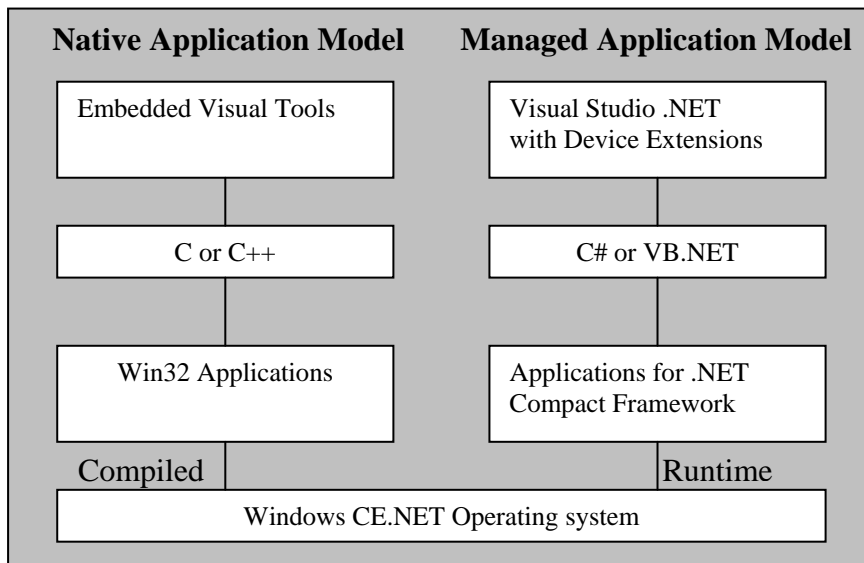 Native Application Model
Managed Application Model
Embedded Visual Tools
Visual Studio .NET
with Device Extensions
C or C++
C# or VB.NET
Win32 Applications
Applications for .NET
Compact Framework
Compiled
Runtime
Windows CE.NET Operating system